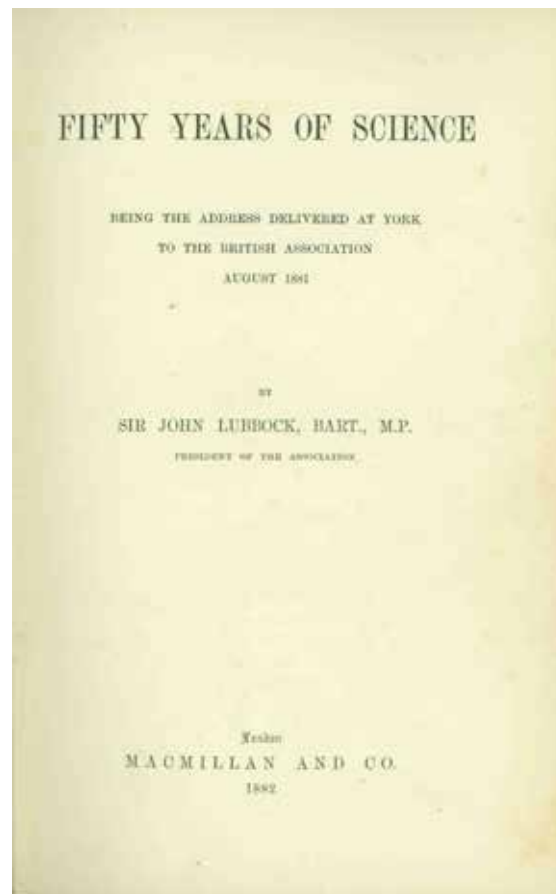 FIFTY YEARS OF SCIENCE
BEING THE ADDRESS DELIVERED AT YORK
TO THE BRITISH ASSOCIATION
AUGUST 1881
BY
SIR JOHN LUBBOCK, BART., M.P.
PRESIDENT OF THE ASSOCIATION
London
MACMILLAN AND CO.
1882